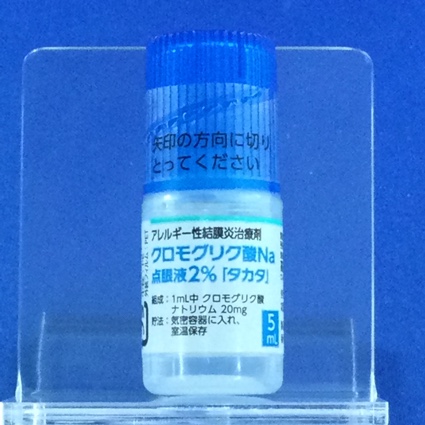 矢印の方向に切り
とってください
アレルギー性結膜炎治療剤
クロモグリク酸Na
点眼液2%「タカタ」
組成:1mL中 クロモグリク酸
ナトリウム 20mg
貯法:気密容器に入れ、
室温保存
5
mL